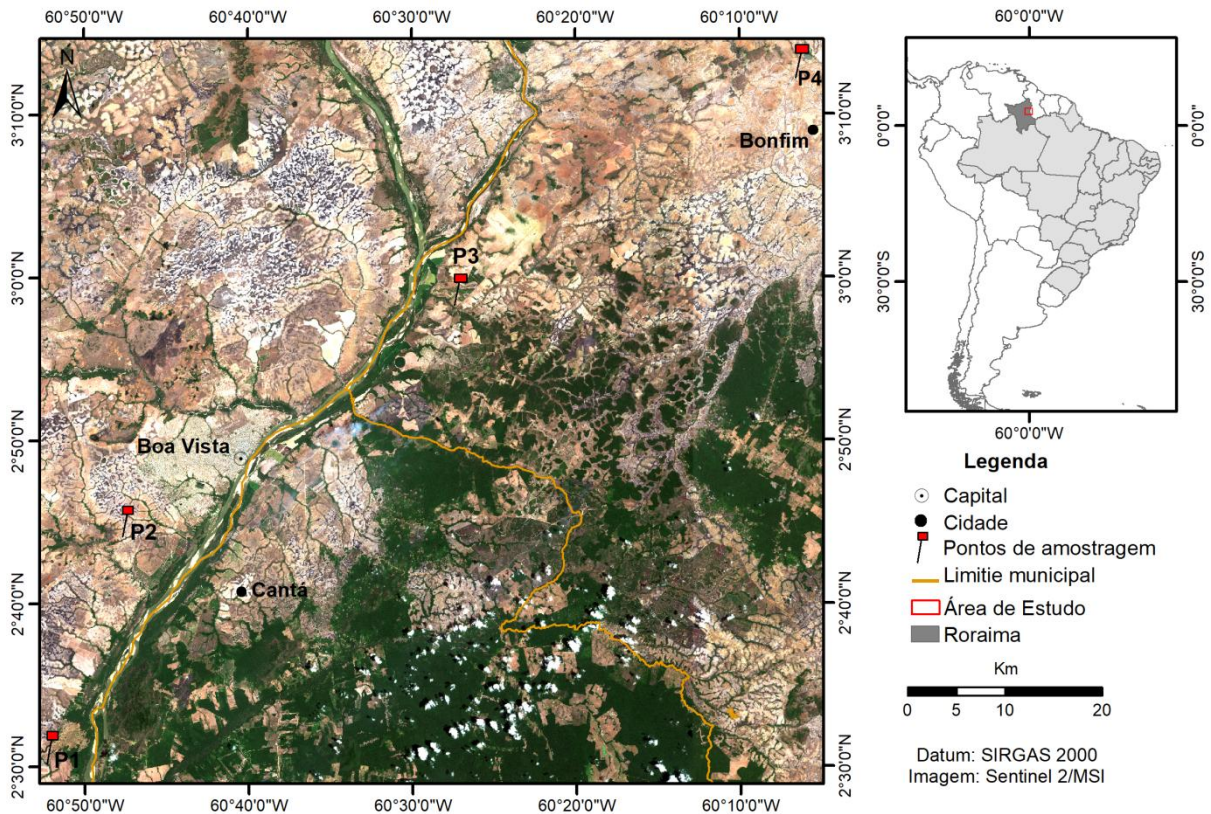 60°50'0"W 60°40'0"W 60°30'0"W 60°20'0"W 60°10'0"W
60°0'0"W
N
P4
3°10'0"N
Bonfim
3°10'0"N
0°0'0"
0°0'0"
P3
3°0'0"N
3°0'0"N
30°0'0"S
30°0'0"S
60°0'0"W
Boa Vista
2°50'0"N
2°50'0"N
P2
Cantá
2°40'0"N
2°40'0"N
P1
2°30'0"N
2°30'0"N
60°50'0"W 60°40'0"W 60°30'0"W 60°20'0"W 60°10'0"W
Legenda
Capital
Cidade
Pontos de amostragem
Limitie municipal
Área de Estudo
Roraima
Km
0 5 10 20
Datum: SIRGAS 2000
Imagem: Sentinel 2/MSI